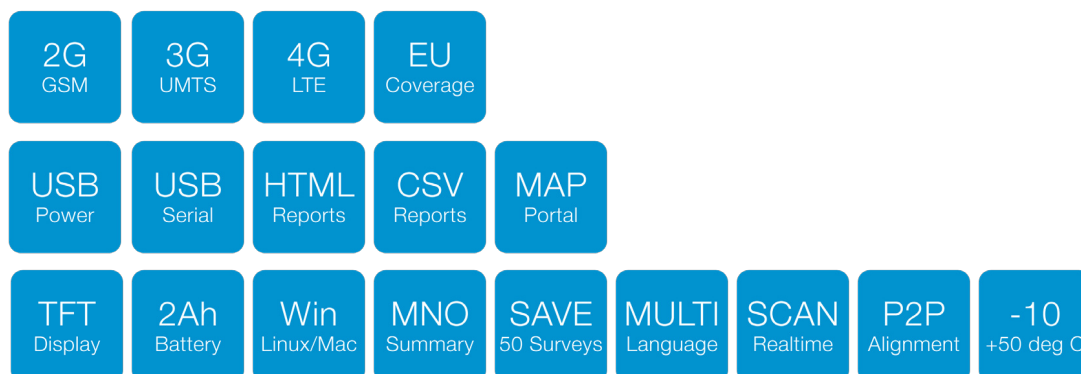 2G 3G 4G EU
GSM UMTS LTE Coverage
USB USB HTML CSV MAP
Power Serial Reports Reports Portal
TFT 2Ah Win MNO SAVE MULTI SCAN P2P -10
Display Battery Linux/Mac Summary 50 Surveys Language Realtime Alignment +50 deg C